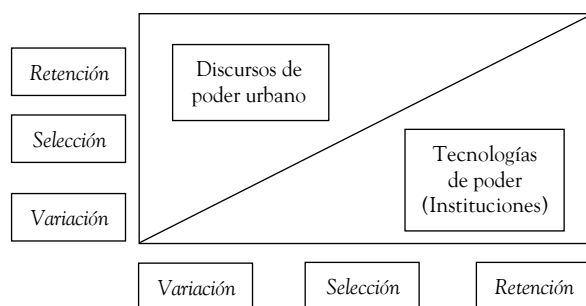 Retención
Selección
Variación
Discursos de
poder urbano
Tecnologías
de poder
(Instituciones)
Variación
Selección
Retención